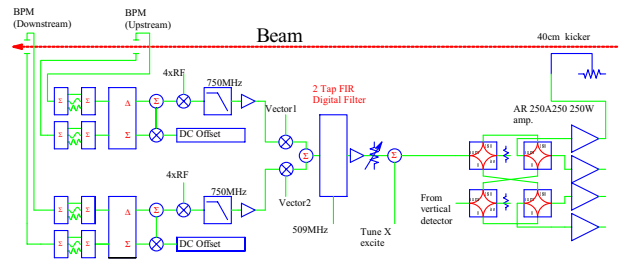 BPM
(Downstream)
BPM
(Upstream)
Beam
40cm kicker
4xRF
750MHz
2 Tap FIR
Digital Filter
Vector1
AR 250A250 250W
amp.
Σ
Σ
Δ
Σ
Σ
Σ
Σ
DC Offset
Σ
Σ
4xRF
750MHz
From
vertical
detector
Vector2
Σ
Σ
Δ
Σ
Σ
509MHz
Tune X
excite
Σ
Σ
DC Offset